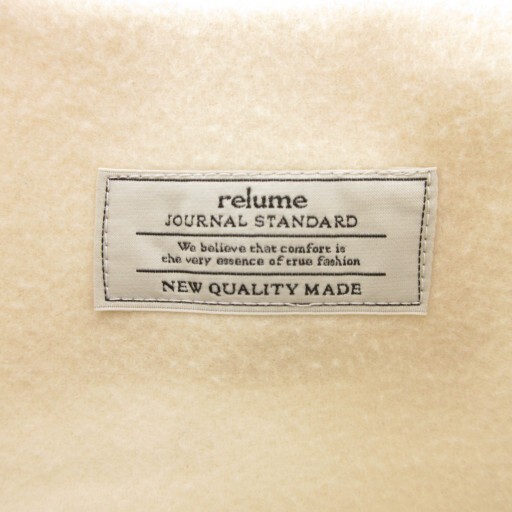 relume
JOURNAL STANDARD
We believe that comfort is
the very essence of true fashion
NEW QUALITY MADE